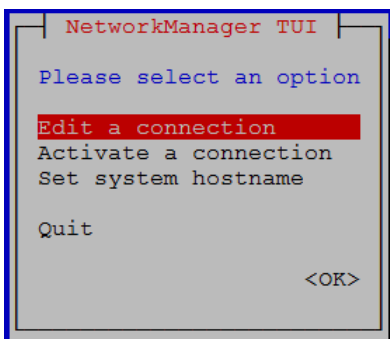 NetworkManager TUI
Please select an option
Edit a connection
Activate a connection
Set system hostname
Quit
<OK>